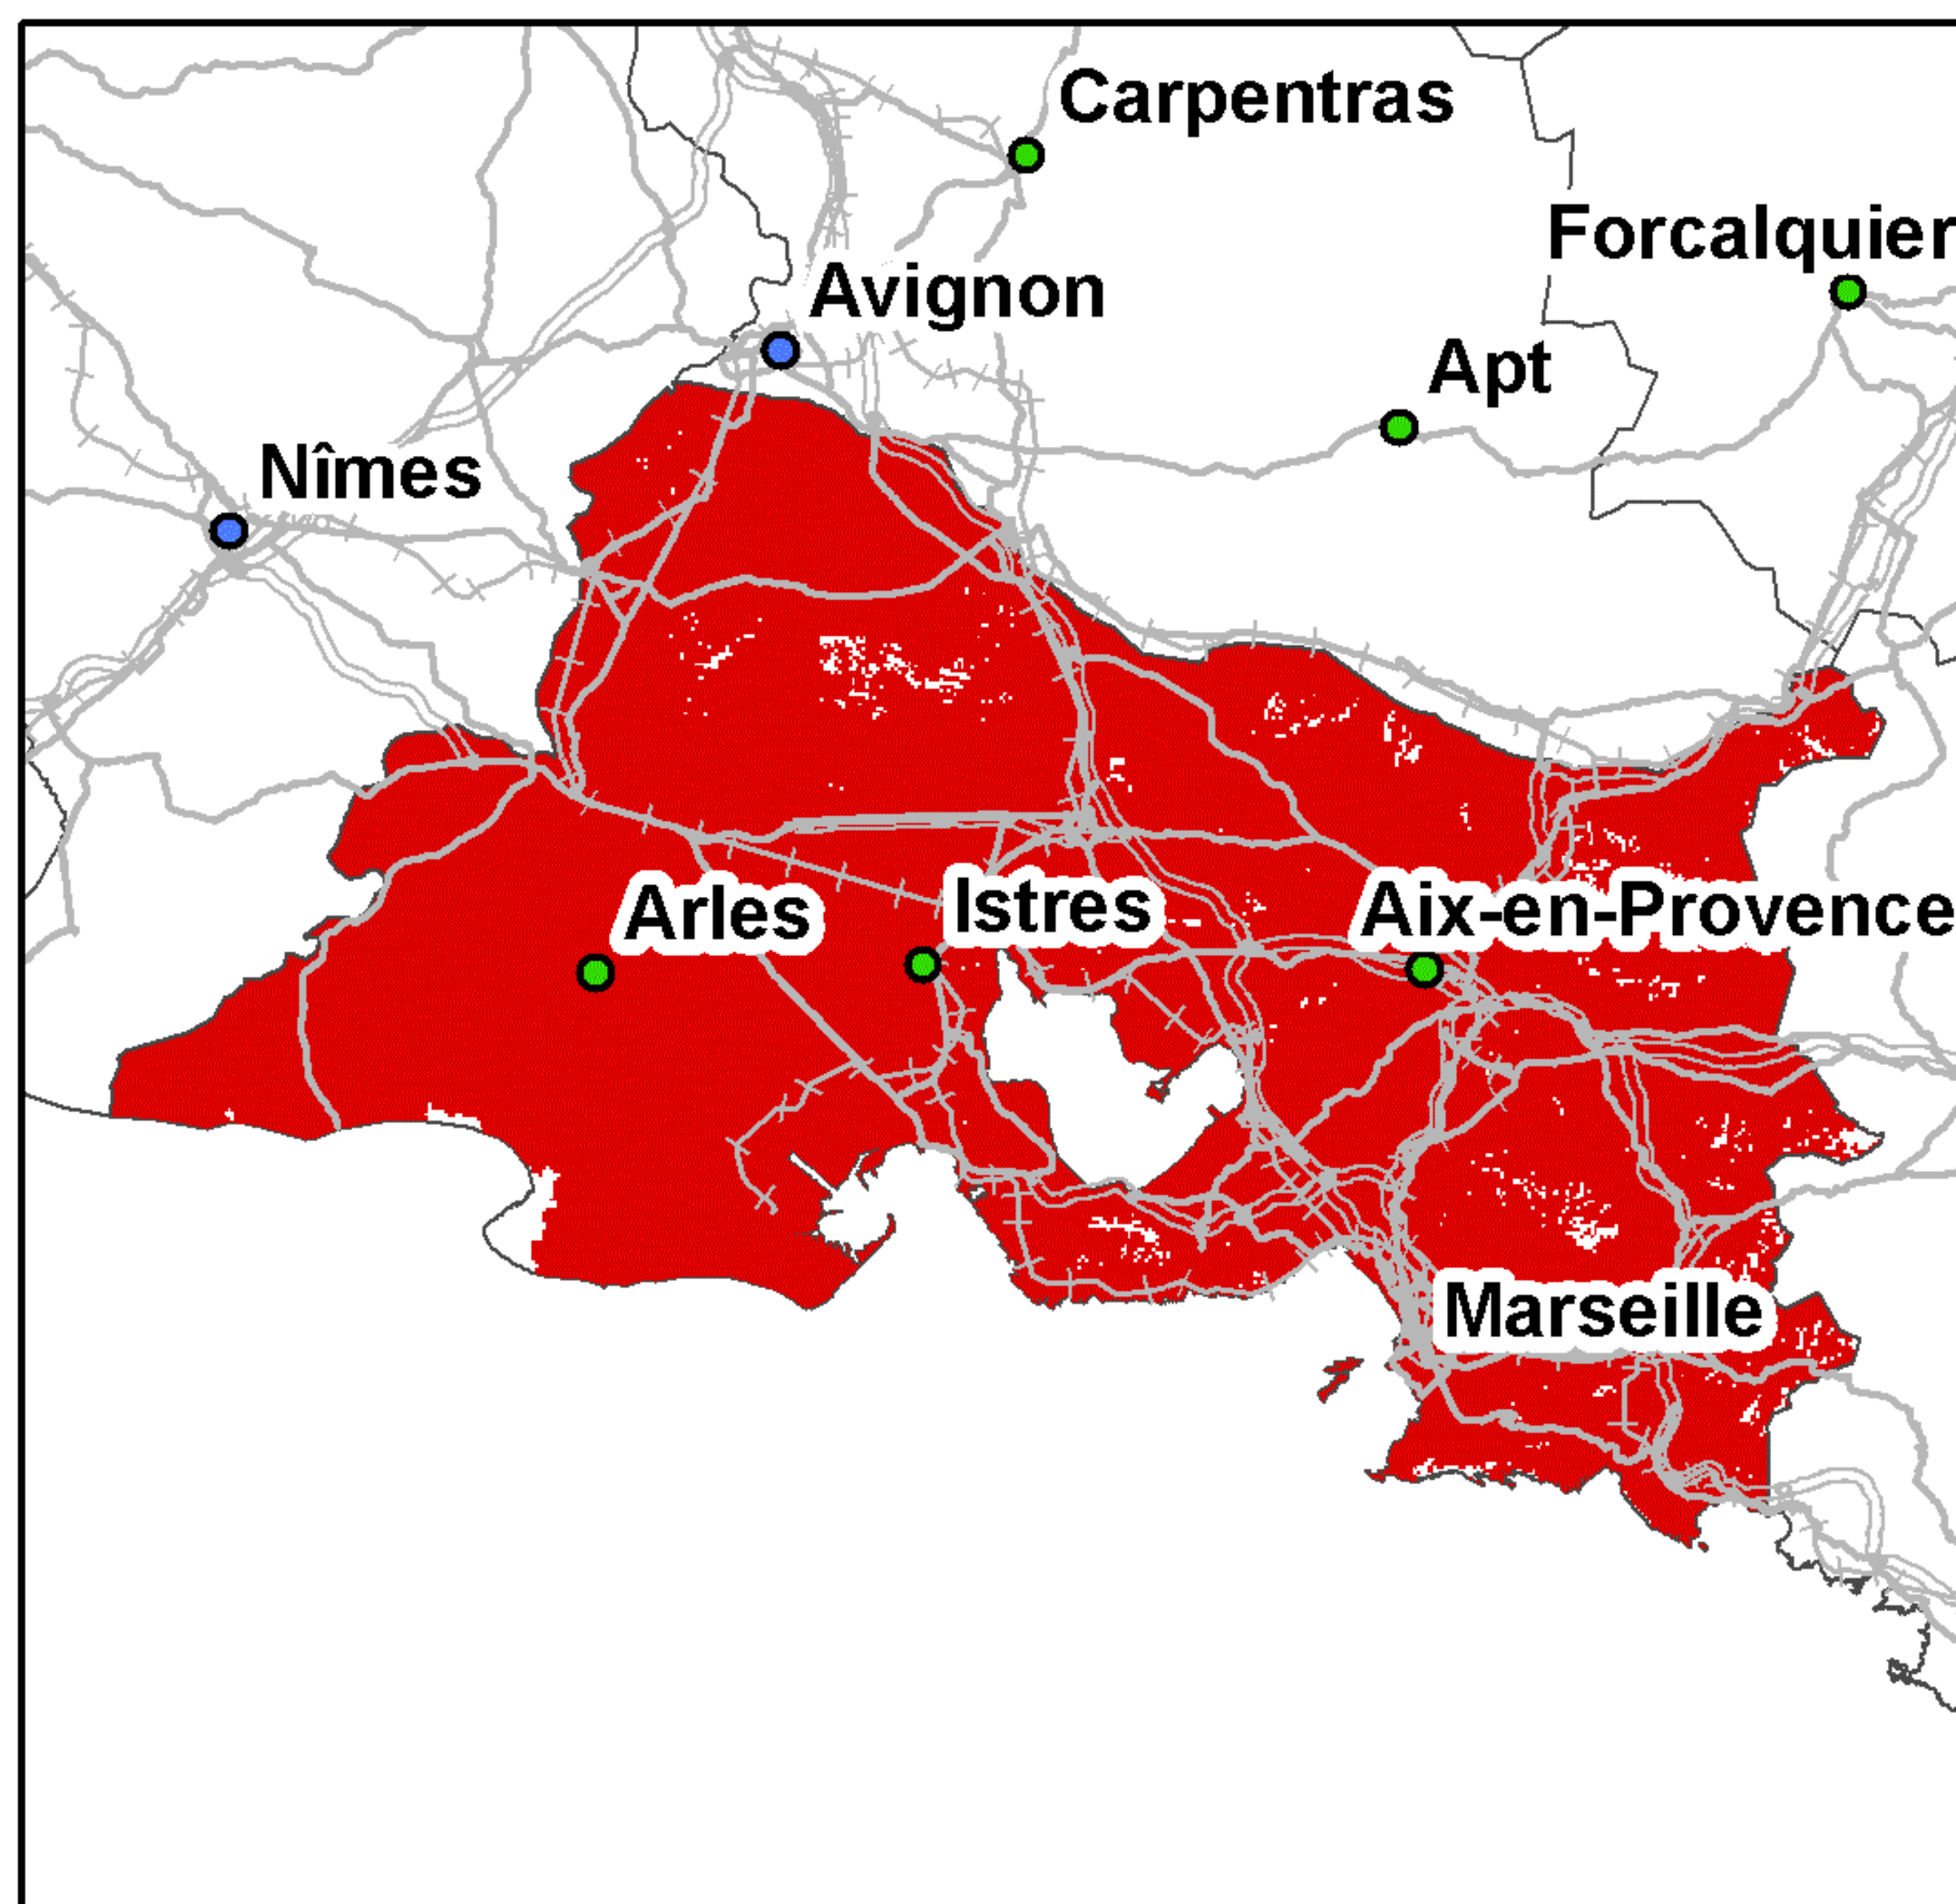 Carpentras
Forcalquier
Avignon
Apt
Nîmes
Arles
Istres
Aix-en-Provence
Marseille